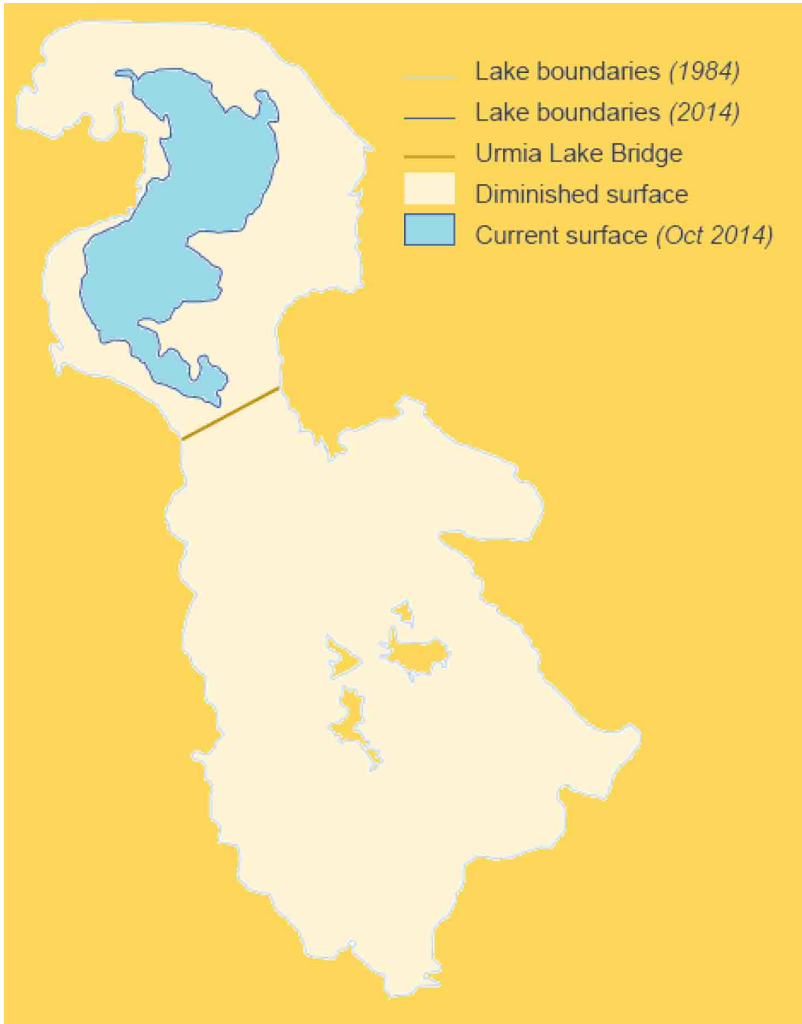 Lake boundaries (1984)
Lake boundaries (2014)
Urmia Lake Bridge
Diminished surface
Current surface (Oct 2014)